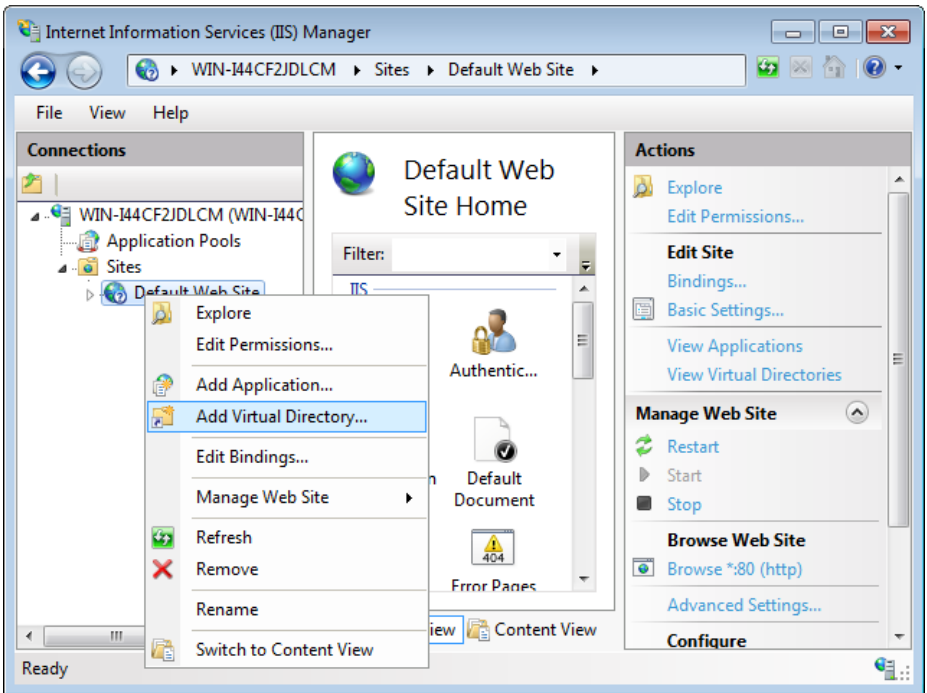 Internet Information Services (IIS) Manager
WIN-I44CF2JDLCM Sites Default Web Site
File View Help
Connections
WIN-I44CF2JDLCM (WIN-I44C
Application Pools
Sites
Default Web Site
Explore
Edit Permissions...
Add Application...
Add Virtual Directory...
Edit Bindings...
Manage Web Site
Refresh
Remove
Rename
Switch to Content View
Default Web
Site Home
Filter:
IIS
Authentic...
n
Default
Document
404
Error Pages
iew
Content View
Actions
Explore
Edit Permissions...
Edit Site
Bindings...
Basic Settings...
View Applications
View Virtual Directories
Manage Web Site
Restart
Start
Stop
Browse Web Site
Browse *:80 (http)
Advanced Settings...
Configure
Ready